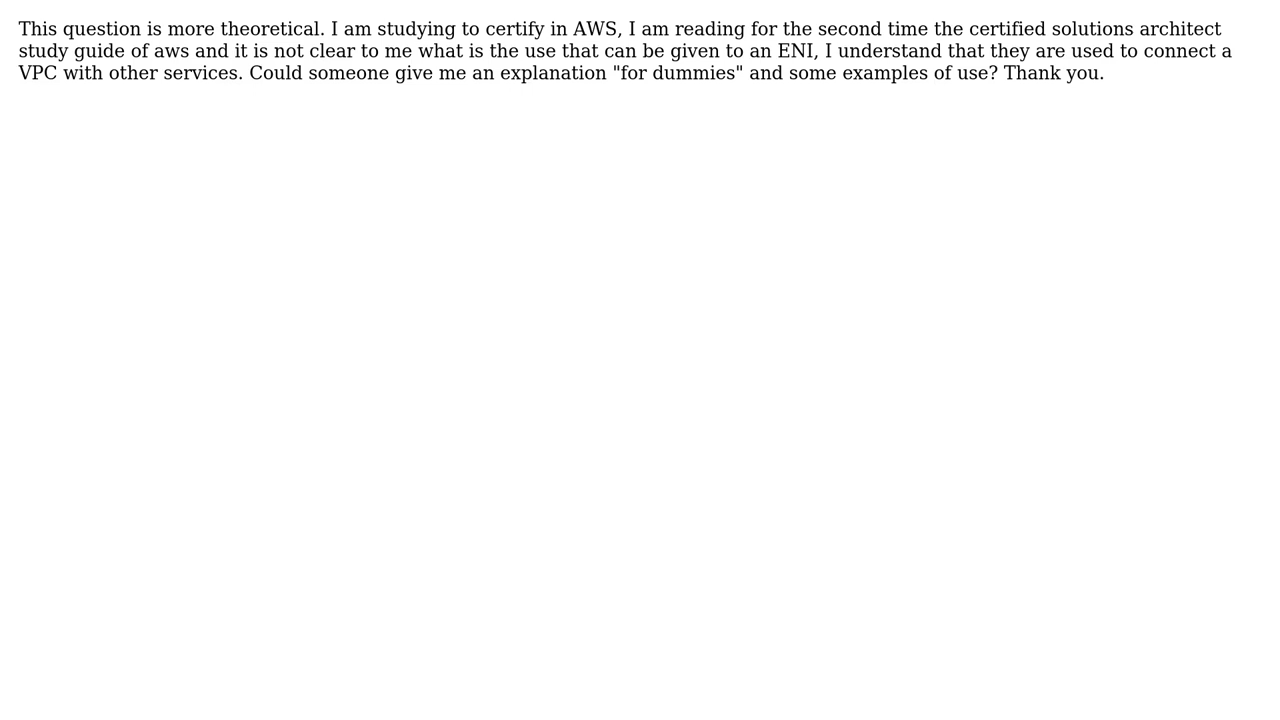 This question is more theoretical. I am studying to certify in AWS, I am reading for the second time the certified solutions architect
study guide of aws and it is not clear to me what is the use that can be given to an ENI, I understand that they are used to connect a
VPC with other services. Could someone give me an explanation "for dummies" and some examples of use? Thank you.